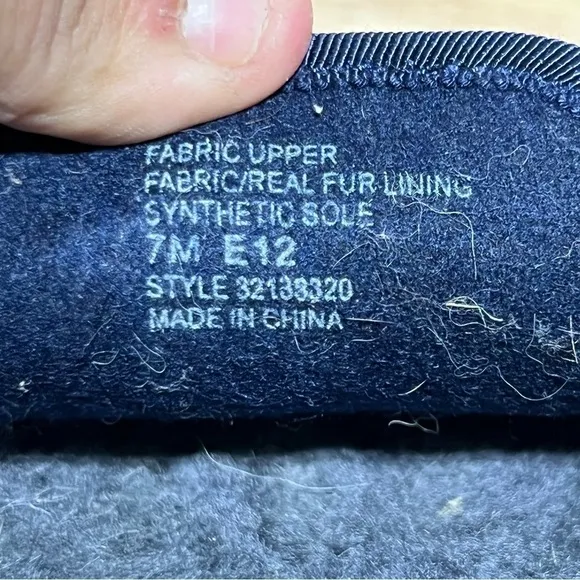 FABRIC UPPER
FABRIC/REAL FUR LINING
SYNTHETIC SOLE
7M E12
STYLE 32138320
MADE IN CHINA